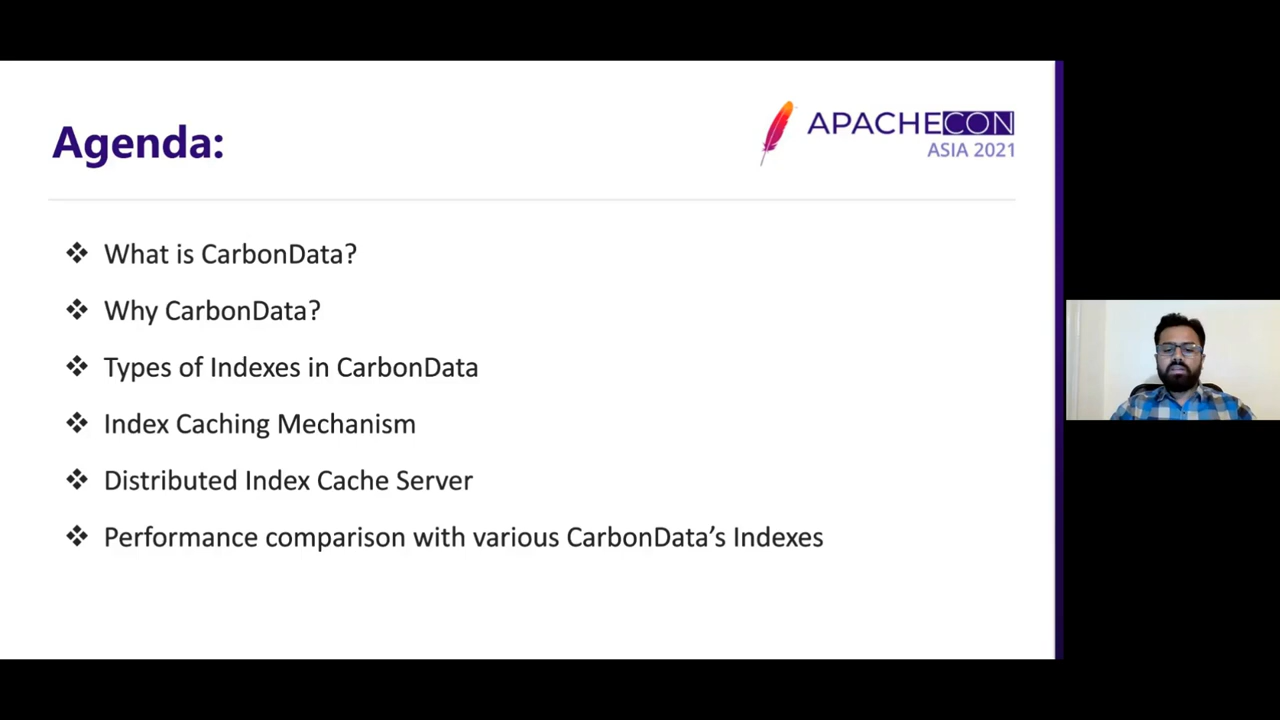 Agenda:
APACHECON
ASIA 2021
What is CarbonData?
Why CarbonData?
Types of Indexes in CarbonData
Index Caching Mechanism
Distributed Index Cache Server
Performance comparison with various CarbonData’s Indexes